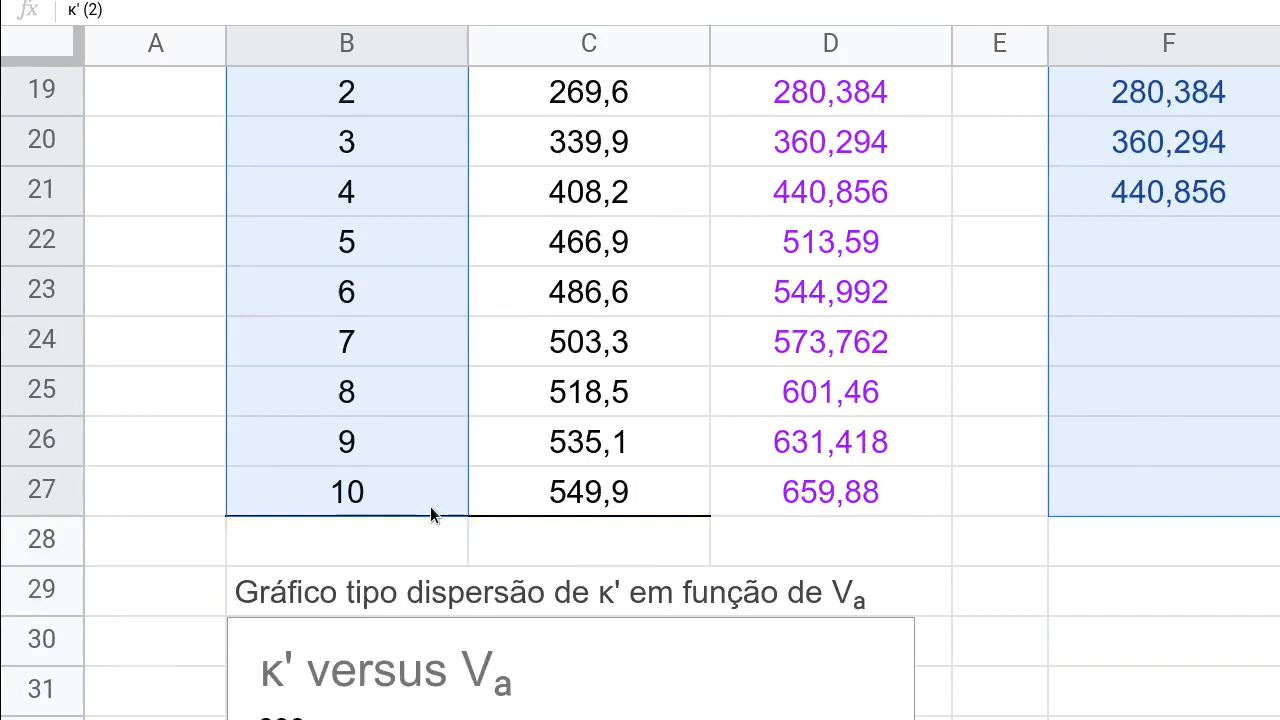 fx κ' (2)
A B C D E F
19 2 269,6 280,384 280,384
20 3 339,9 360,294 360,294
21 4 408,2 440,856 440,856
22 5 466,9 513,59
23 6 486,6 544,992
24 7 503,3 573,762
25 8 518,5 601,46
26 9 535,1 631,418
27 10 549,9 659,88
28
29 Gráfico tipo dispersão de κ' em função de Va
30
κ' versus Va
31